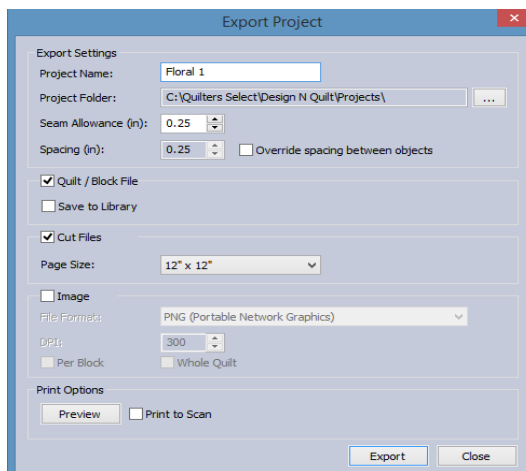 Export Project
Export Settings
Project Name: Floral 1
Project Folder: C:\Quilters Select\Design N Quilt\Projects\ ...
Seam Allowance (in): 0.25
Spacing (in): 0.25 Override spacing between objects
Quilt / Block File
Save to Library
Cut Files
Page Size: 12" x 12"
Image
File Format: PNG (Portable Network Graphics)
DPI: 300
Per Block Whole Quilt
Print Options
Preview Print to Scan
Export Close